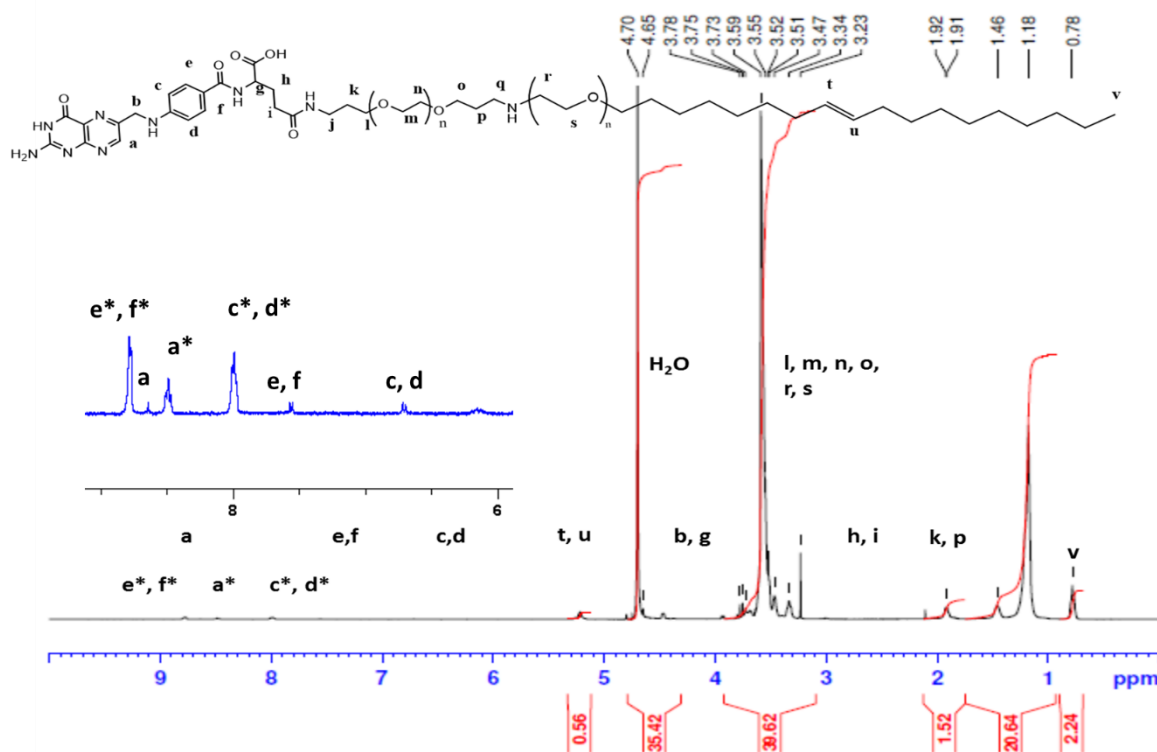 4.70 4.65 3.78 3.75 3.73 3.59 3.55 3.52 3.51 3.47 3.34 3.23 1.92 1.91 1.46 1.18 0.78
O OH
e h r t
c O g k o q
b N H H N n H N O
O f i N H O
HN N N H d O j l m O n p s n u v
H2N N N a
e*, f* c*, d*
a*
a e, f c, d
H2O l, m, n, o,
r, s
8 6
a e,f c,d t, u b, g h, i k, p
v
e*, f* a* c*, d*
9 8 7 6 5 4 3 2 1 ppm
0.56 35.42 39.62 1.52 20.64 2.24